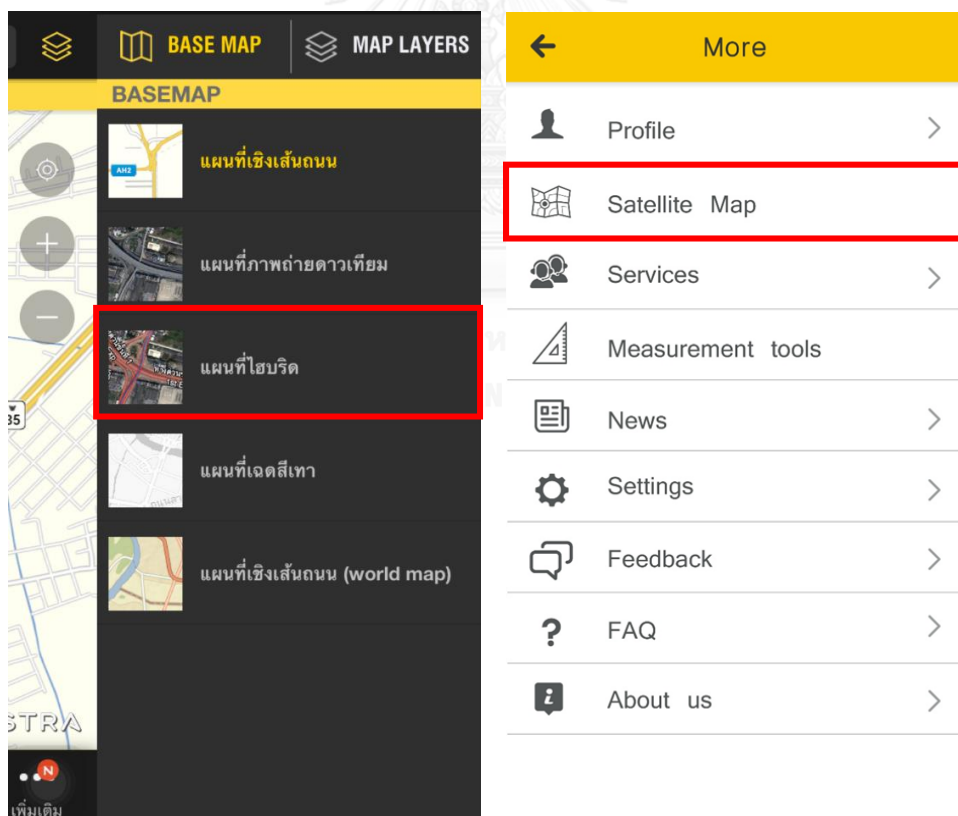 BASE MAP
MAP LAYERS
BASEMAP
AH2
แผนที่เชิงเส้นถนน
แผนที่ภาพถ่ายดาวเทียม
แผนที่ไฮบริด
แผนที่เฉดสีเทา
แผนที่เชิงเส้นถนน (world map)
35
STRA
N
เพิ่มเติม
More
Profile
Satellite Map
Services
Measurement tools
News
Settings
Feedback
FAQ
About us